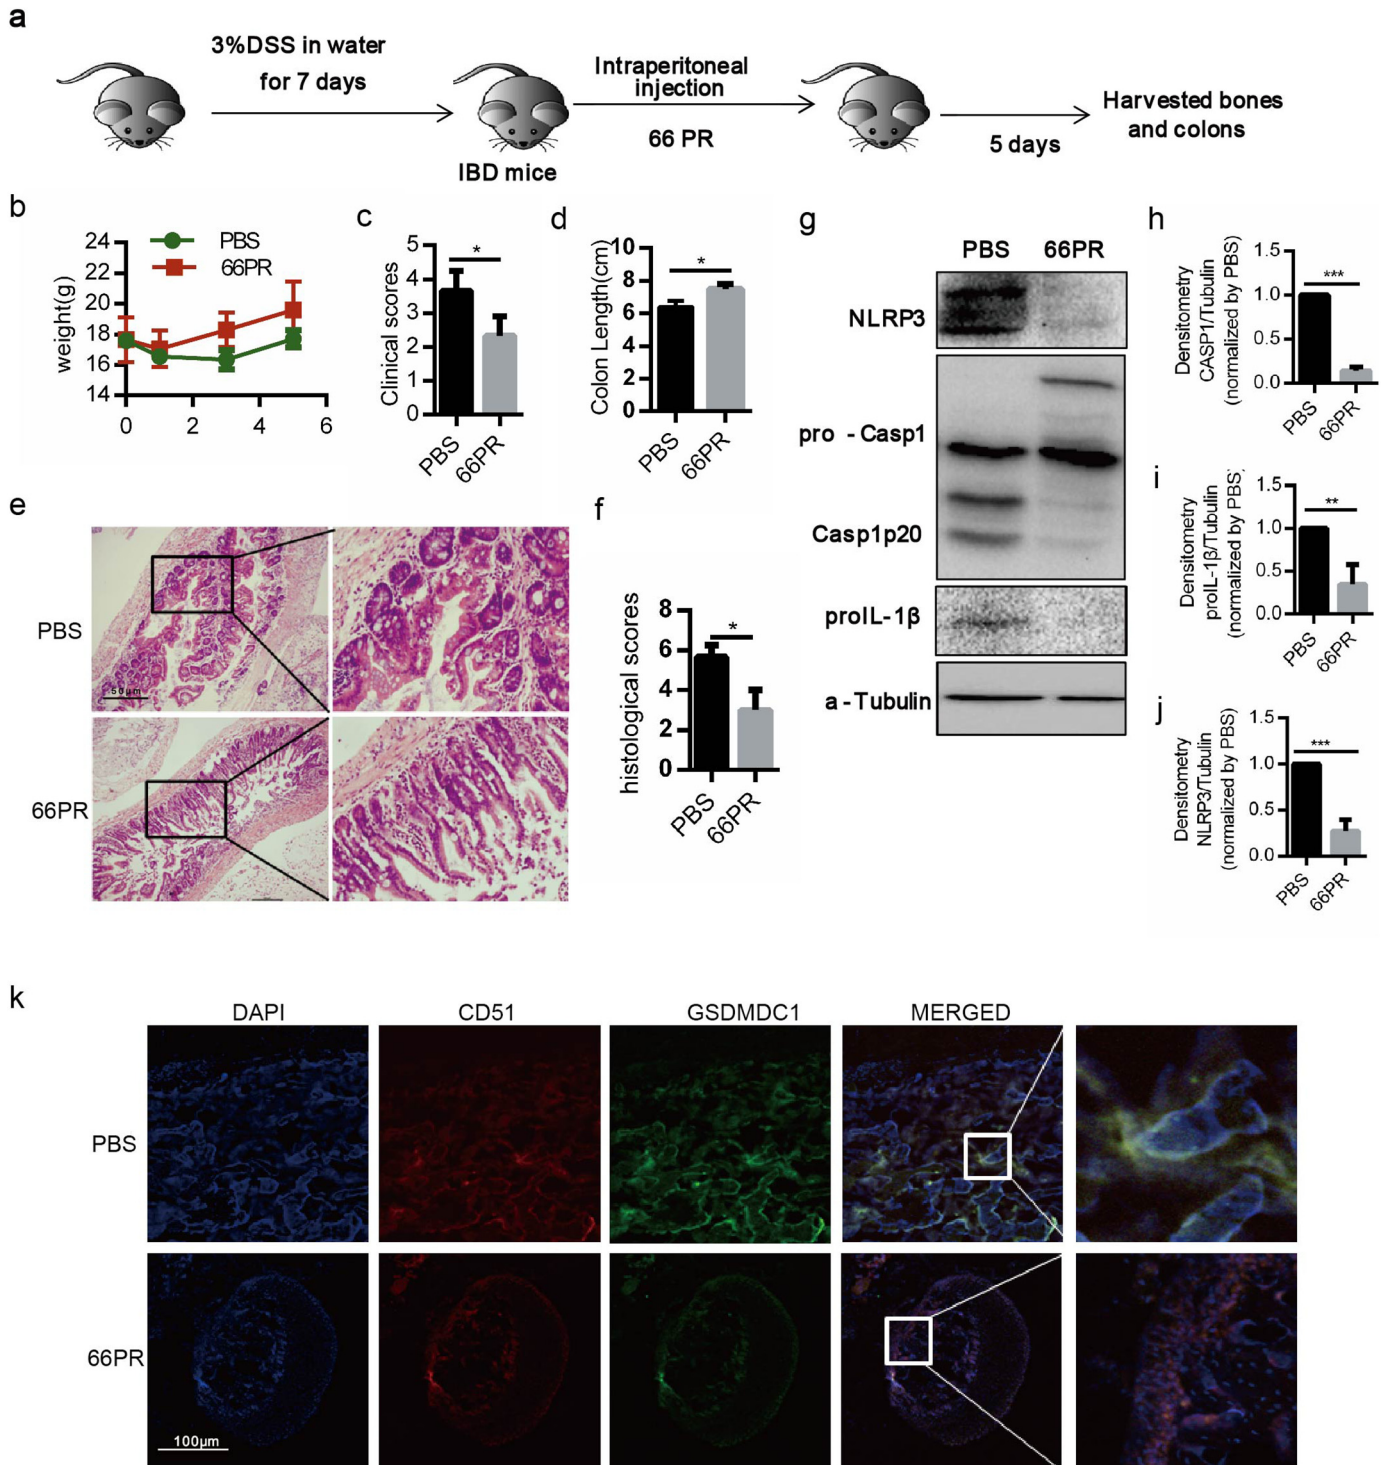 a
3%DSS in water
for 7 days
IBD mice
Intraperitoneal
injection
66 PR
5 days
Harvested bones
and colons
b
PBS
66PR
weight(g)
24
22
20
18
16
14
0
2
4
6
c
Clinical scores
5
4
3
2
1
0
*
PBS
66PR
d
Colon Length(cm)
10
8
6
4
2
0
*
PBS
66PR
e
PBS
50μm
66PR
f
histological scores
8
6
4
2
0
*
PBS
66PR
g
PBS 66PR
NLRP3
pro - Casp1
Casp1p20
proIL-1β
a - Tubulin
h
Densitometry
CASP1/Tubulin
(normalized by PBS)
1.5
1.0
0.5
0.0
***
PBS
66PR
i
Densitometry
proIL-1β/Tubulin
(normalized by PBS)
1.5
1.0
0.5
0.0
**
PBS
66PR
j
Densitometry
NLRP3/Tubulin
(normalized by PBS)
1.5
1.0
0.5
0.0
***
PBS
66PR
k
DAPI CD51 GSDMDC1 MERGED
PBS
66PR
100μm